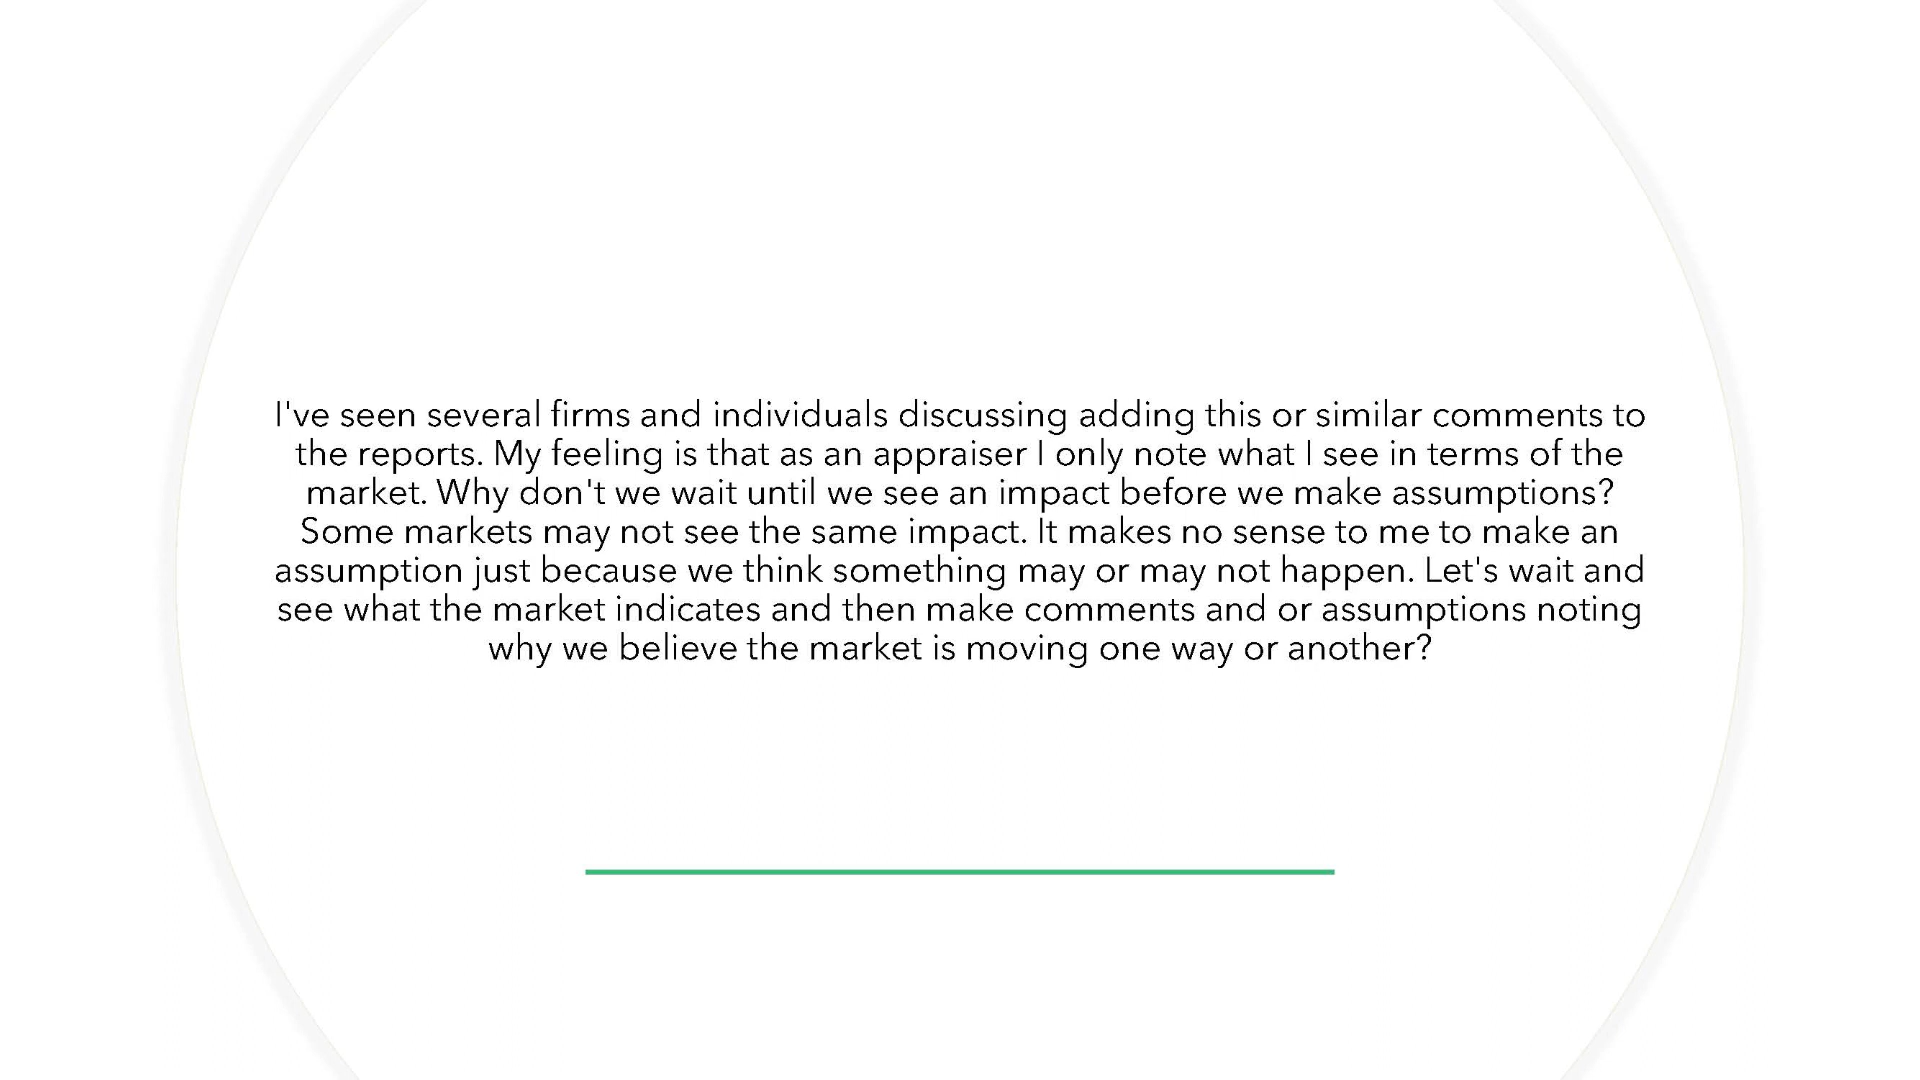 I've seen several firms and individuals discussing adding this or similar comments to
the reports. My feeling is that as an appraiser I only note what I see in terms of the
market. Why don't we wait until we see an impact before we make assumptions?
Some markets may not see the same impact. It makes no sense to me to make an
assumption just because we think something may or may not happen. Let's wait and
see what the market indicates and then make comments and or assumptions noting
why we believe the market is moving one way or another?